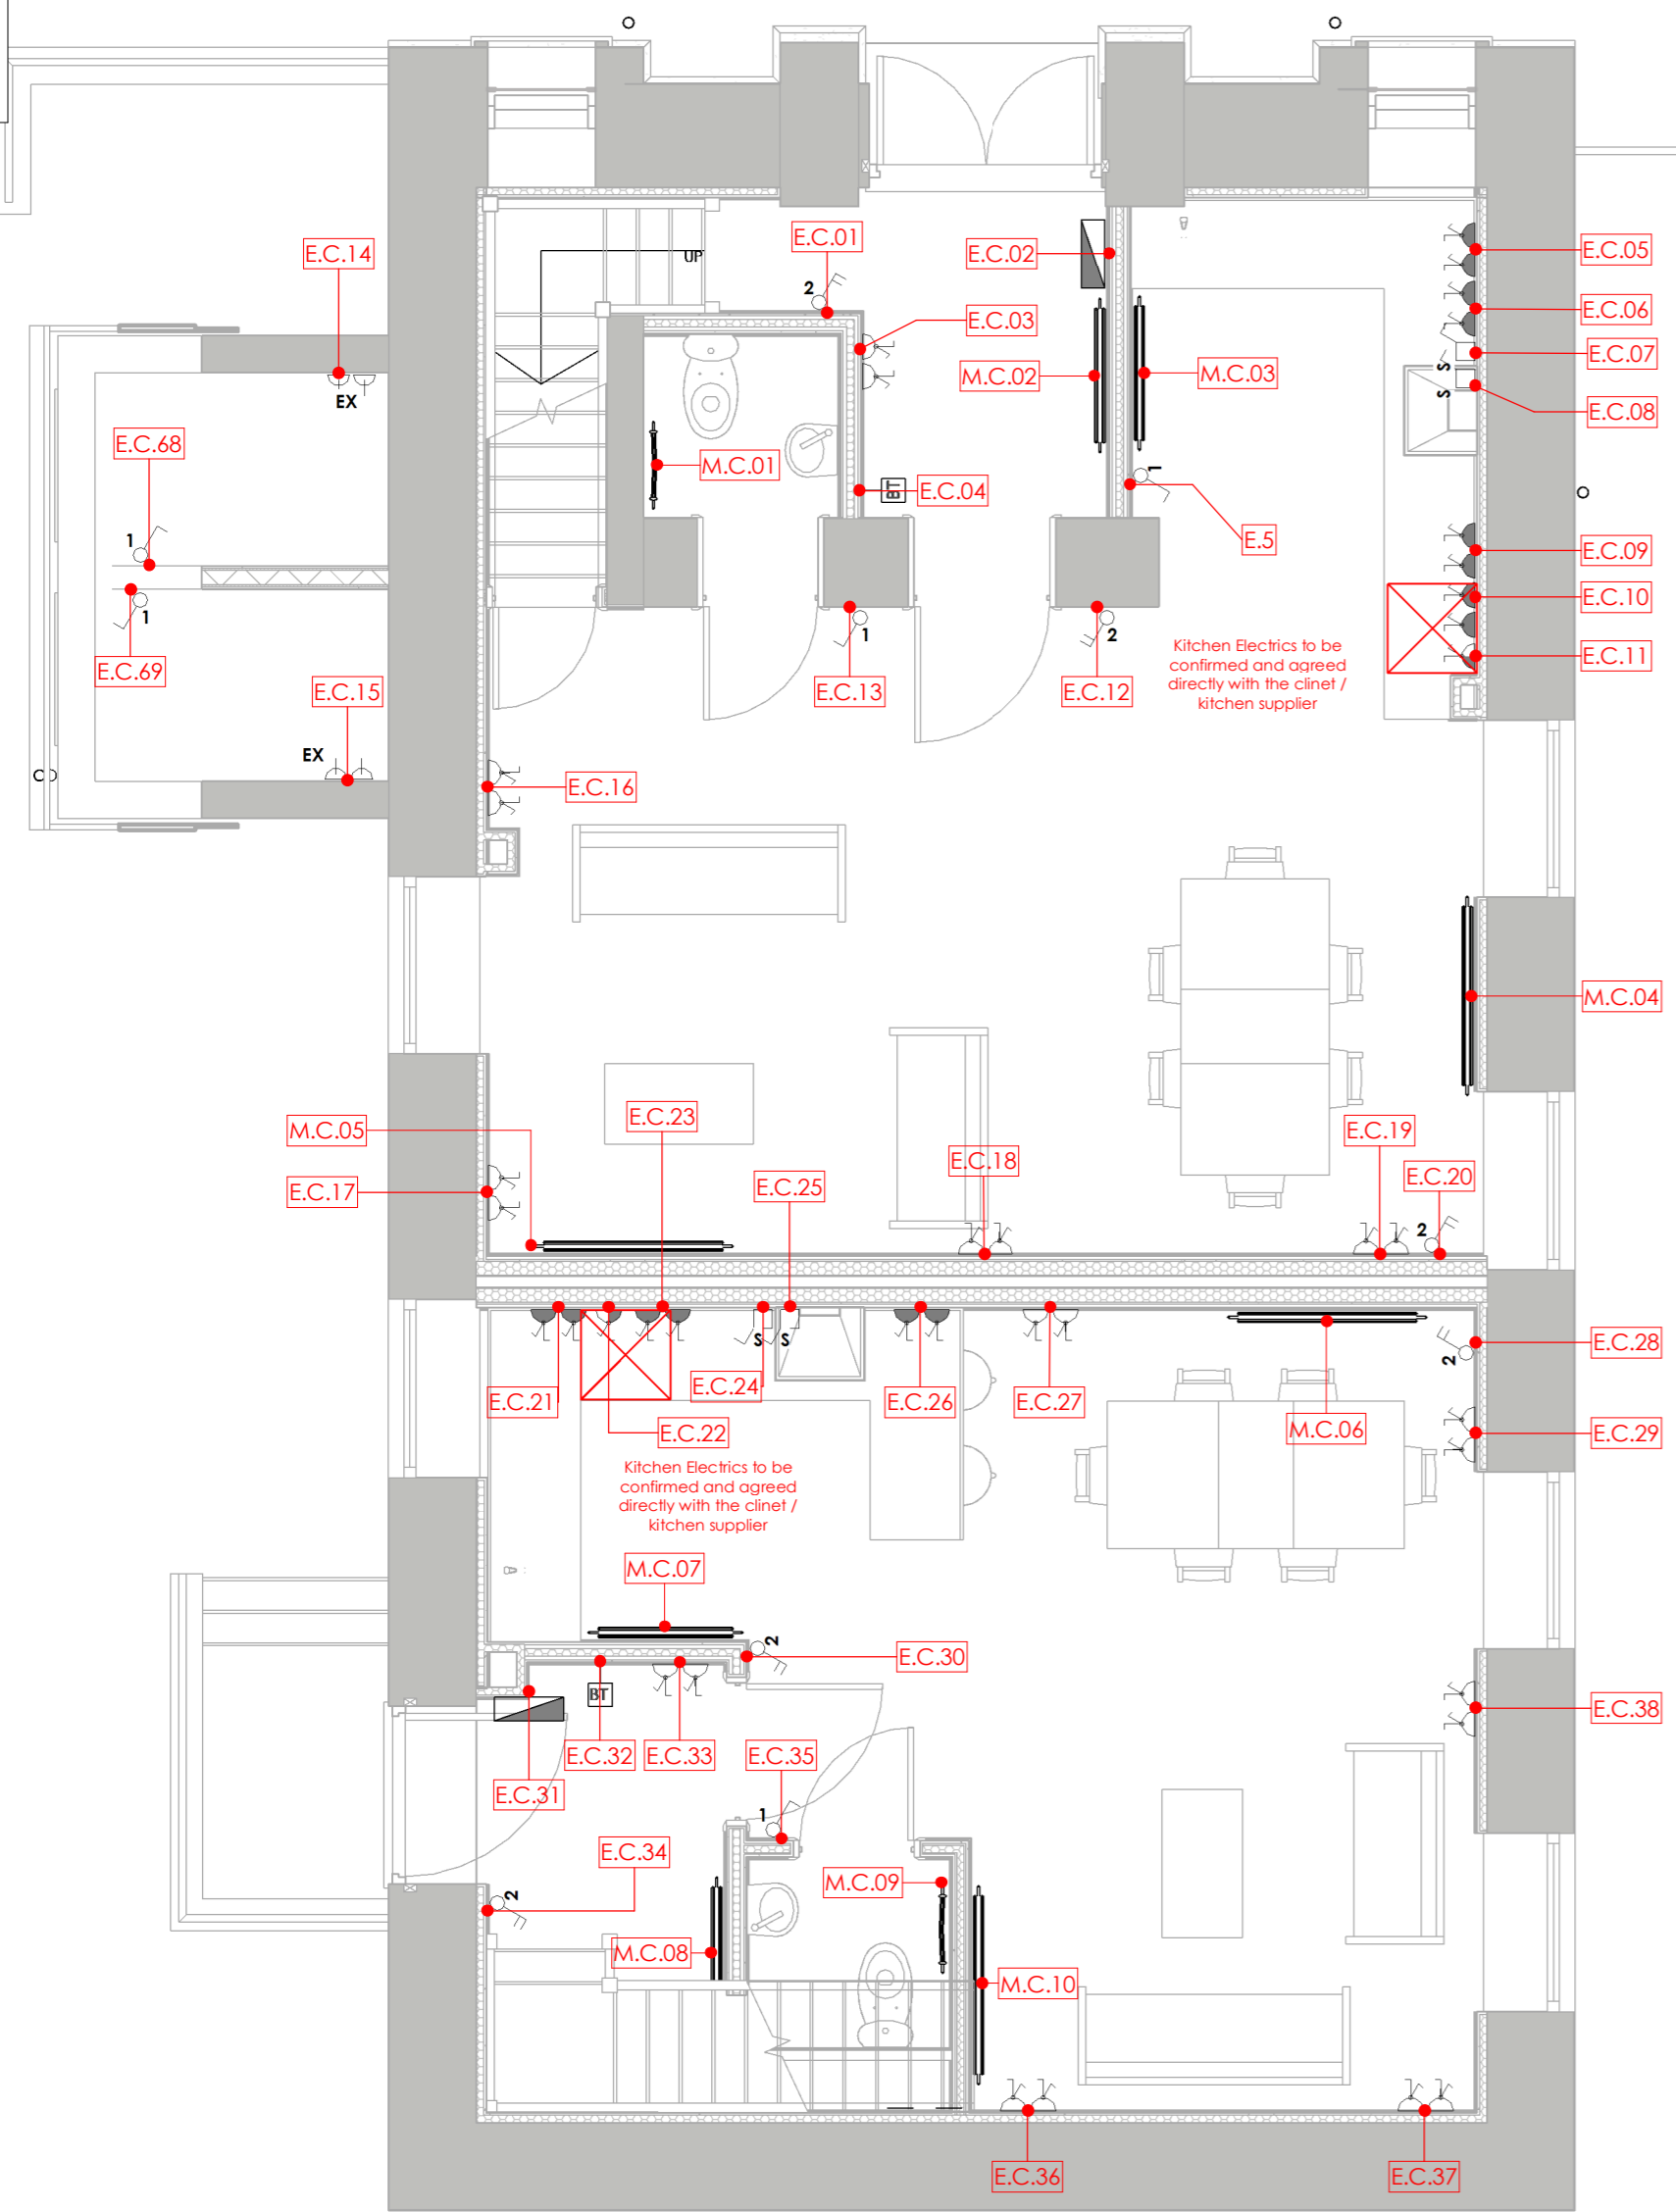 E.C.01
E.C.14
UP
E.C.02
E.C.05
2
E.C.03
E.C.06
E.C.07
M.C.02
M.C.03
S
EX
E.C.08
S
E.C.68
M.C.01
1
E.C.04
BT
E.5
1
E.C.09
E.C.10
1
2
1
Kitchen Electrics to be
confirmed and agreed
directly with the clinet /
kitchen supplier
E.C.11
E.C.69
E.C.15
E.C.13
E.C.12
EX
E.C.16
M.C.04
E.C.23
M.C.05
E.C.19
E.C.18
E.C.20
E.C.17
E.C.25
2
S
S
E.C.28
2
E.C.24
E.C.21
E.C.26
E.C.27
E.C.22
M.C.06
E.C.29
Kitchen Electrics to be
confirmed and agreed
directly with the clinet /
kitchen supplier
M.C.07
2
E.C.30
BT
E.C.38
E.C.32
E.C.33
E.C.35
E.C.31
1
E.C.34
M.C.09
2
M.C.08
M.C.10
E.C.36
E.C.37